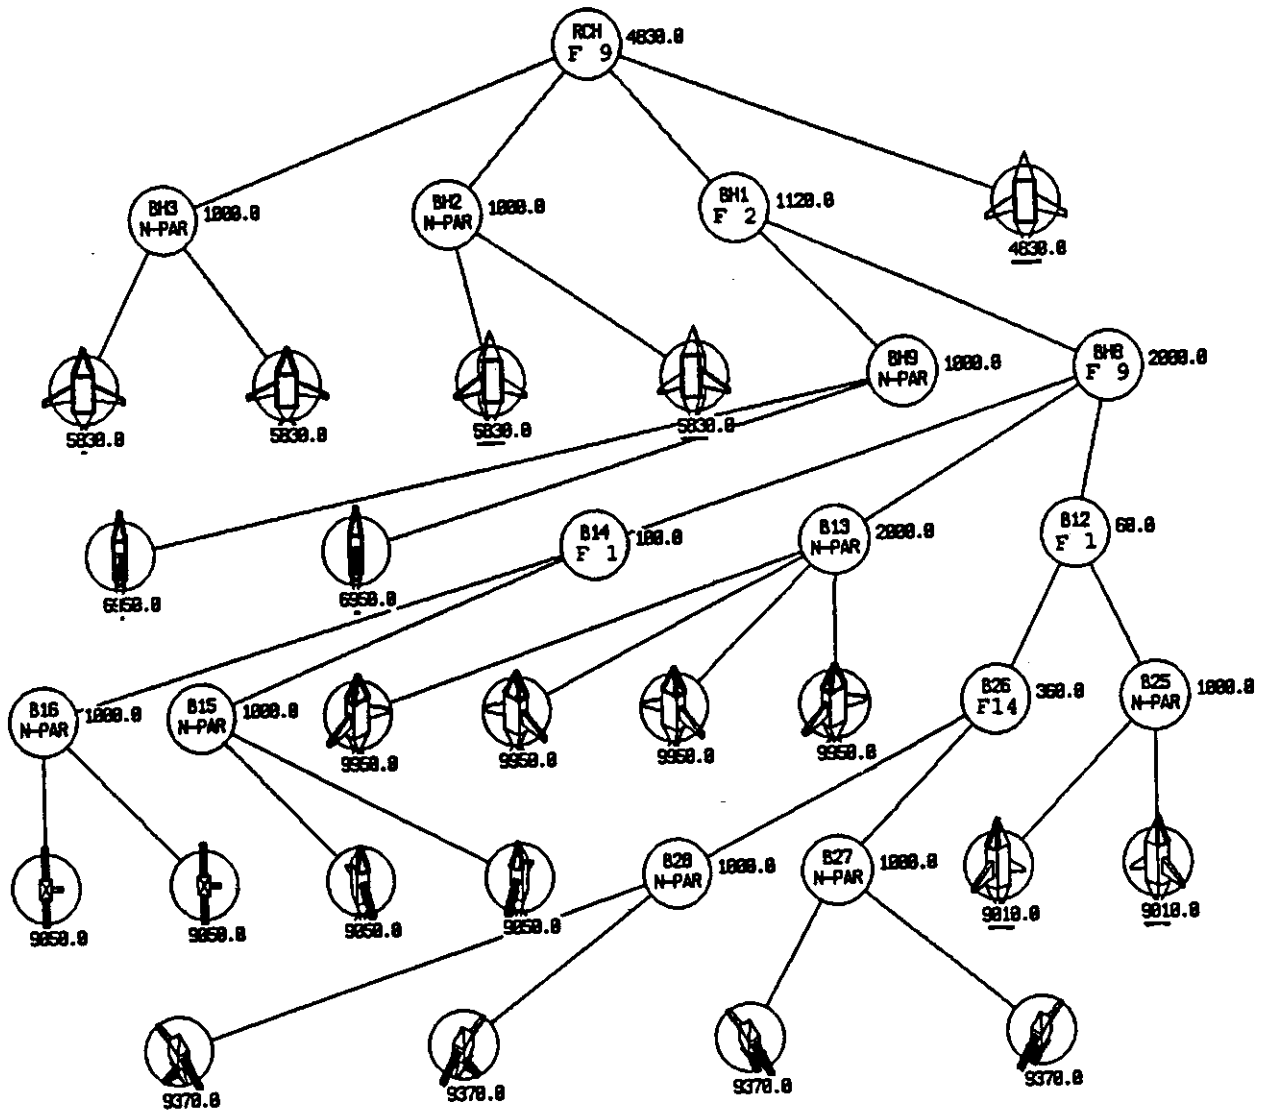 RCH
F 9
4830.0
BH3
N-PAR
1000.0
BH2
N-PAR
1000.0
BH1
F 2
1120.0
4830.0
5830.0
5830.0
5830.0
5830.0
BH9
N-PAR
1000.0
BH8
F 9
2000.0
6950.0
6950.0
B14
F 1
100.0
B13
N-PAR
2000.0
B12
F 1
60.0
B16
N-PAR
1000.0
B15
N-PAR
1000.0
9950.0
9950.0
9950.0
9950.0
B26
F14
360.0
B25
N-PAR
1000.0
9050.0
9050.0
9050.0
9050.0
B28
N-PAR
1000.0
B27
N-PAR
1000.0
9010.0
9010.0
9370.0
9370.0
9370.0
9370.0